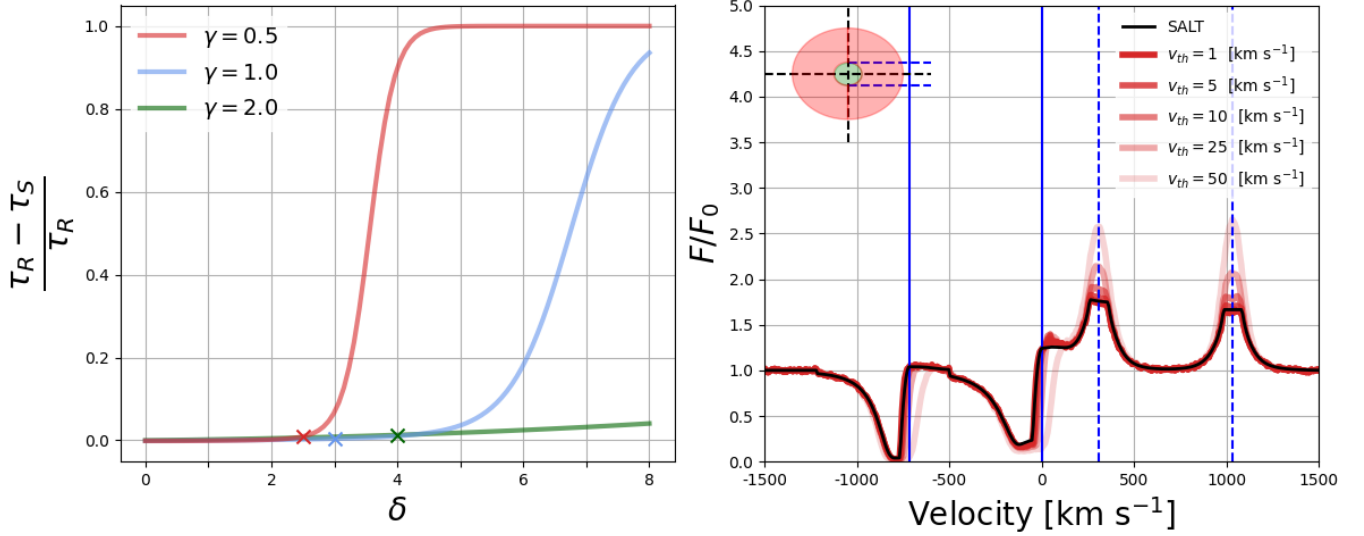 1.0
0.8
0.6
0.4
0.2
0.0
τ_R − τ_S
τ_R
γ = 0.5
γ = 1.0
γ = 2.0
0 2 4 6 8
δ
5.0
4.5
4.0
3.5
3.0
2.5
2.0
1.5
1.0
0.5
0.0
F/F₀
SALT
v_th = 1 [km s⁻¹]
v_th = 5 [km s⁻¹]
v_th = 10 [km s⁻¹]
v_th = 25 [km s⁻¹]
v_th = 50 [km s⁻¹]
-1500 -1000 -500 0 500 1000 1500
Velocity [km s⁻¹]